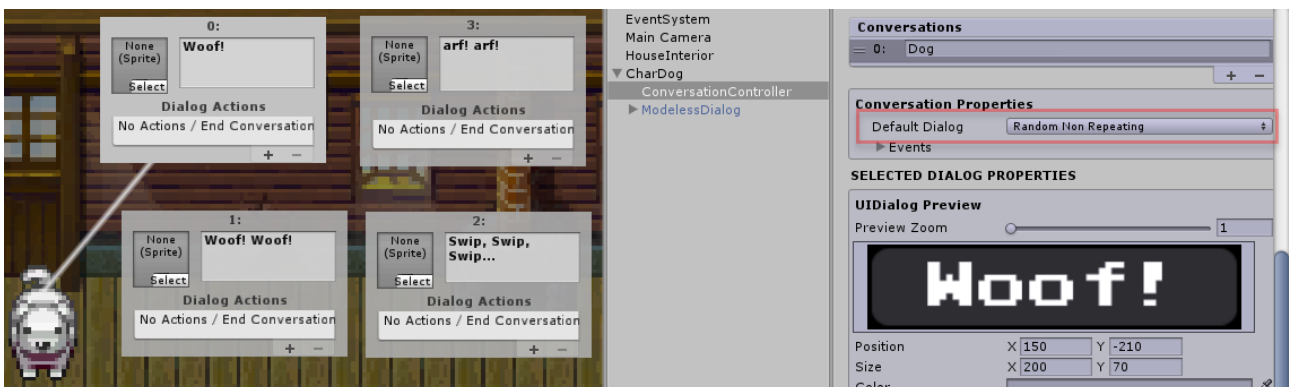 0:
None
(Sprite)
Select
Woof!
Dialog Actions
No Actions / End Conversation
+ −
3:
None
(Sprite)
Select
arf! arf!
Dialog Actions
No Actions / End Conversation
+ −
1:
None
(Sprite)
Select
Woof! Woof!
Dialog Actions
No Actions / End Conversation
+ −
2:
None
(Sprite)
Select
Swip, Swip,
Swip...
Dialog Actions
No Actions / End Conversation
+ −
EventSystem
Main Camera
HouseInterior
CharDog
ConversationController
ModelessDialog
Conversations
0: Dog
+ −
Conversation Properties
Default Dialog Random Non Repeating
Events
SELECTED DIALOG PROPERTIES
UIDialog Preview
Preview Zoom 1
Woof!
Position X 150 Y -210
Size X 200 Y 70
Color